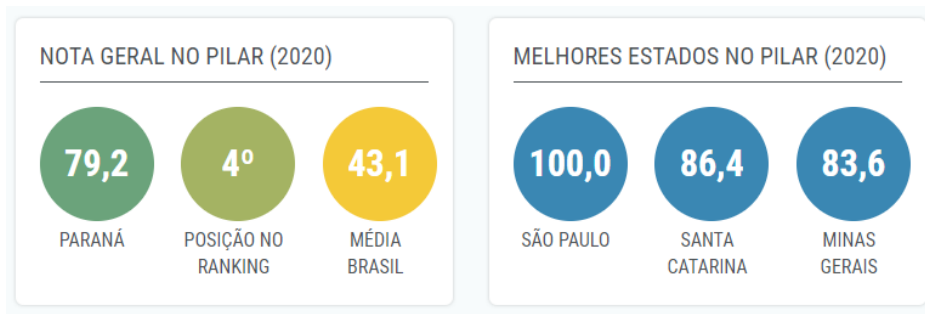 NOTA GERAL NO PILAR (2020)
79,2
4º
43,1
PARANÁ
POSIÇÃO NO
RANKING
MÉDIA
BRASIL
MELHORES ESTADOS NO PILAR (2020)
100,0
86,4
83,6
SÃO PAULO
SANTA
CATARINA
MINAS
GERAIS